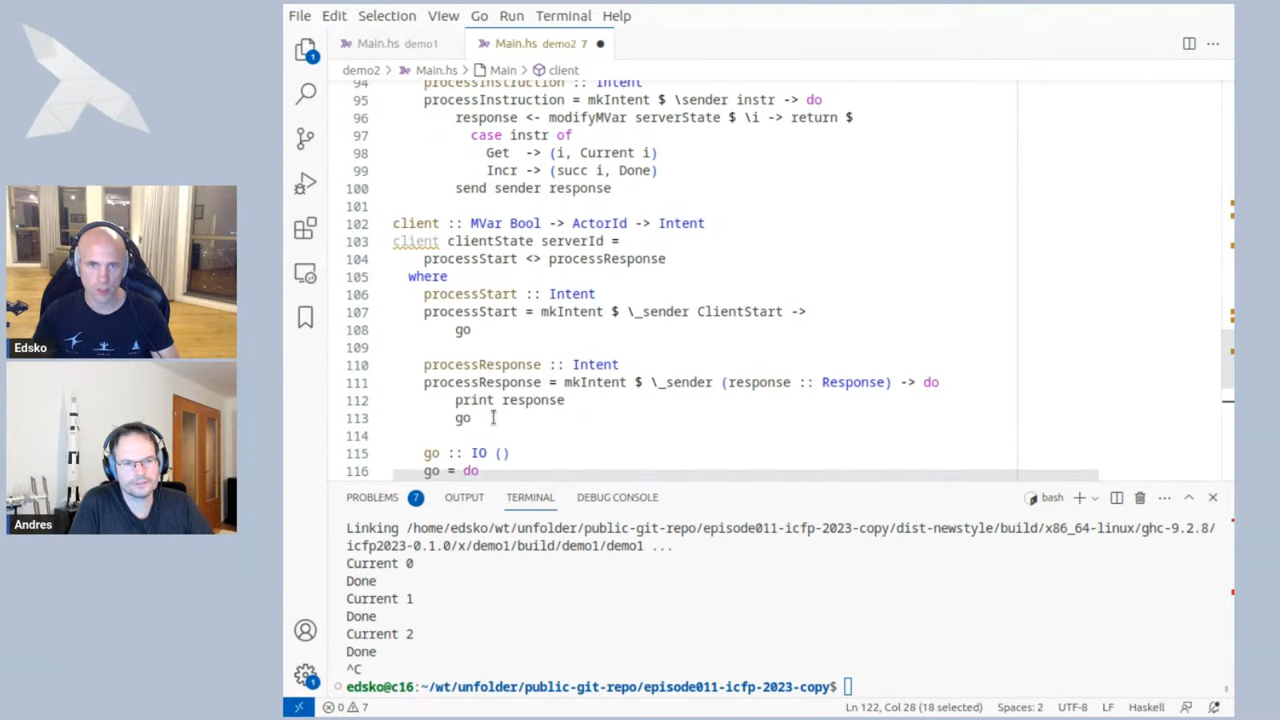 File Edit Selection View Go Run Terminal Help
Main.hs demo1
Main.hs demo2 7
demo2 > Main.hs > Main > client
94 processInstruction :: Intent
95 processInstruction = mkIntent $ \sender instr -> do
96 response <- modifyMVar serverState $ \i -> return $
97 case instr of
98 Get -> (i, Current i)
99 Incr -> (succ i, Done)
100 send sender response
101
102 client :: MVar Bool -> ActorId -> Intent
103 client clientState serverId =
104 processStart <> processResponse
105 where
106 processStart :: Intent
107 processStart = mkIntent $ \_sender ClientStart ->
108 go
109
110 processResponse :: Intent
111 processResponse = mkIntent $ \_sender (response :: Response) -> do
112 print response
113 go
114
115 go :: IO ()
116 go = do
PROBLEMS 7 OUTPUT TERMINAL DEBUG CONSOLE
bash
Linking /home/edsko/wt/unfolder/public-git-repo/episode011-icfp-2023-copy/dist-newstyle/build/x86_64-linux/ghc-9.2.8/
icfp2023-0.1.0/x/demo1/build/demo1/demo1 ...
Current 0
Done
Current 1
Done
Current 2
Done
^C
edsko@c16:~/wt/unfolder/public-git-repo/episode011-icfp-2023-copy$
0 7
Ln 122, Col 28 (18 selected) Spaces: 2 UTF-8 LF Haskell
1
1
Edsko
Andres